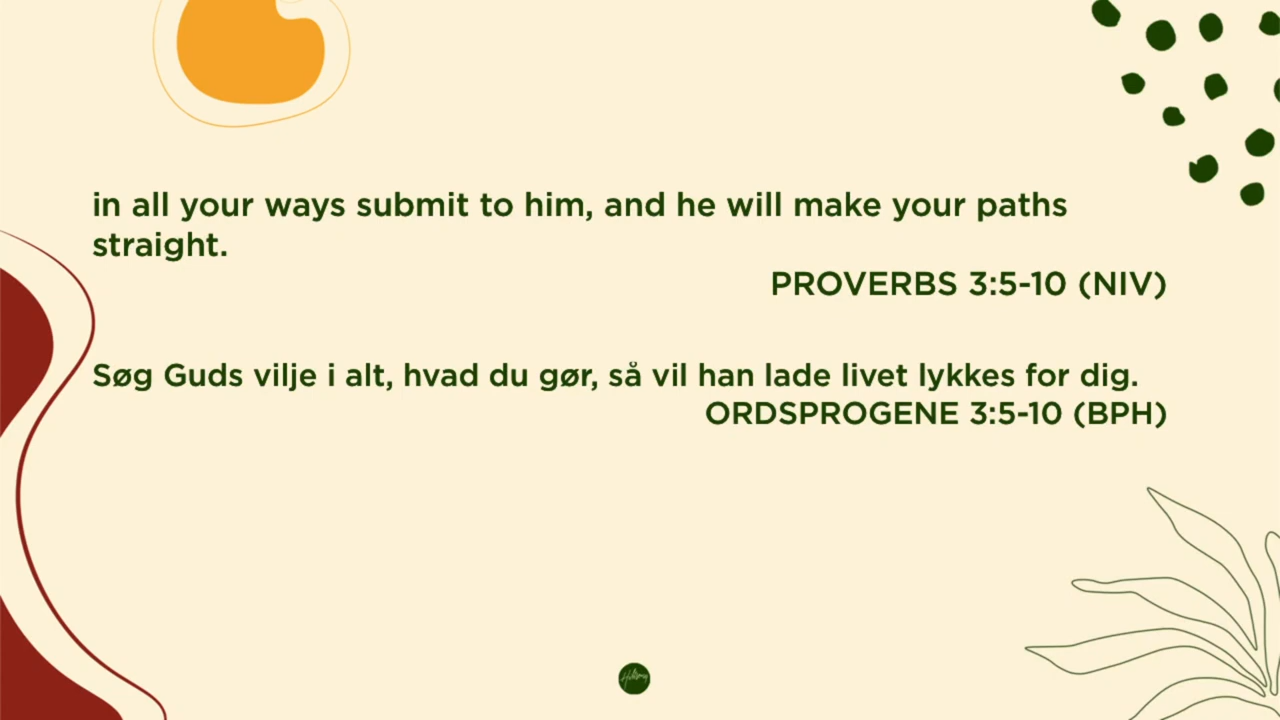 in all your ways submit to him, and he will make your paths
straight.
PROVERBS 3:5-10 (NIV)
Søg Guds vilje i alt, hvad du gør, så vil han lade livet lykkes for dig.
ORDSPROGENE 3:5-10 (BPH)